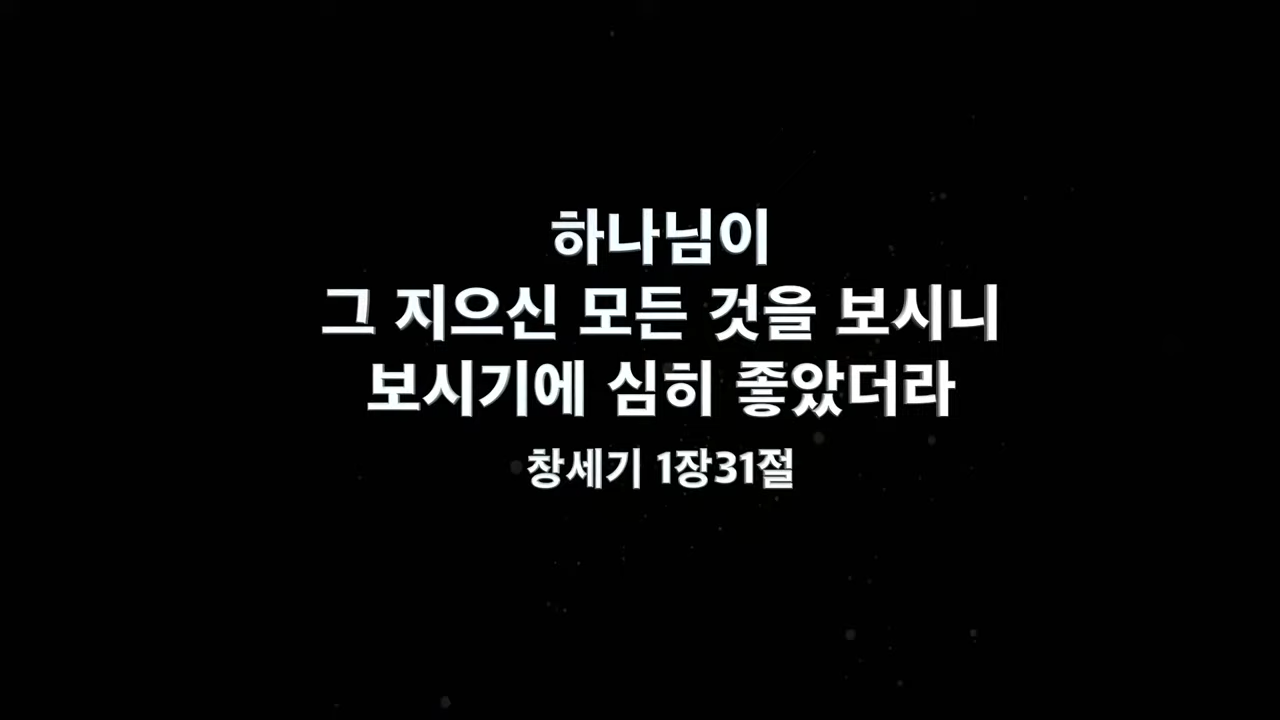 하나님이
그 지으신 모든 것을 보시니
보시기에 심히 좋았더라
창세기 1장31절